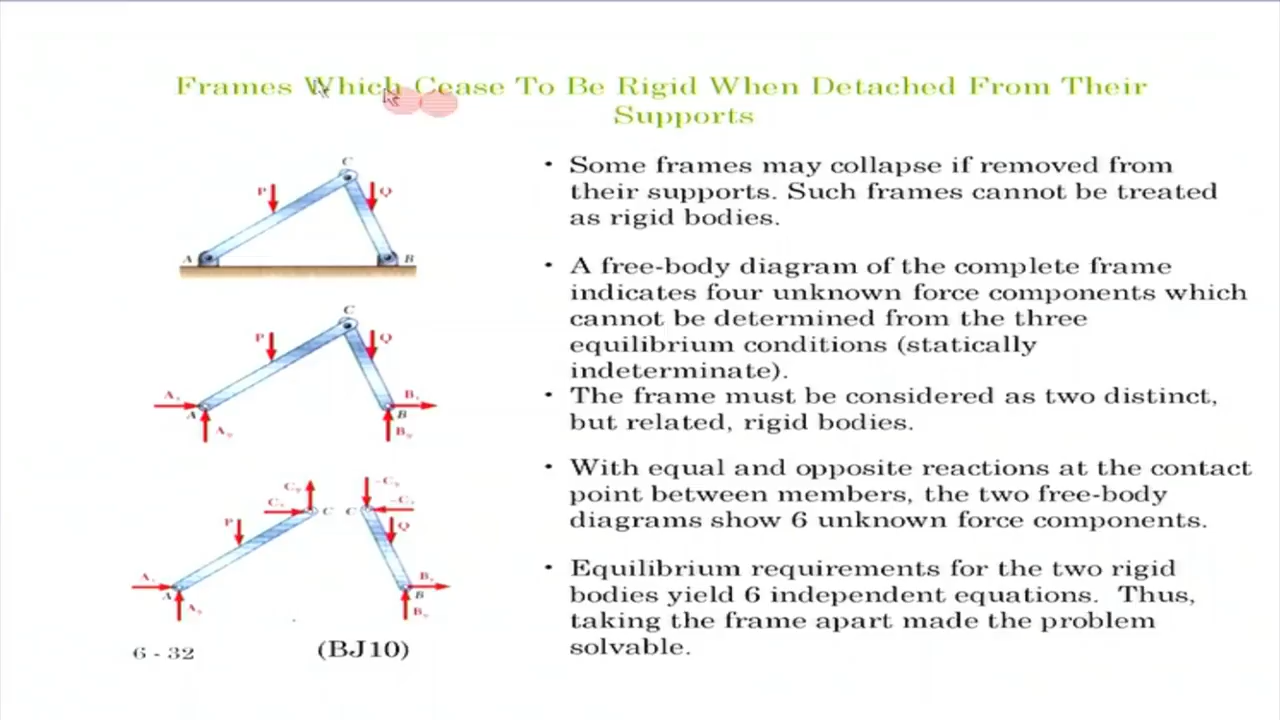 Frames Which Cease To Be Rigid When Detached From Their
Supports
C
P
Q
A
B
• Some frames may collapse if removed from
their supports. Such frames cannot be treated
as rigid bodies.
• A free-body diagram of the complete frame
indicates four unknown force components which
cannot be determined from the three
equilibrium conditions (statically
indeterminate).
• The frame must be considered as two distinct,
but related, rigid bodies.
• With equal and opposite reactions at the contact
point between members, the two free-body
diagrams show 6 unknown force components.
• Equilibrium requirements for the two rigid
bodies yield 6 independent equations. Thus,
taking the frame apart made the problem
solvable.
C
P
Q
A
B
C C
P
Q
A
B
6 - 32
(BJ10)